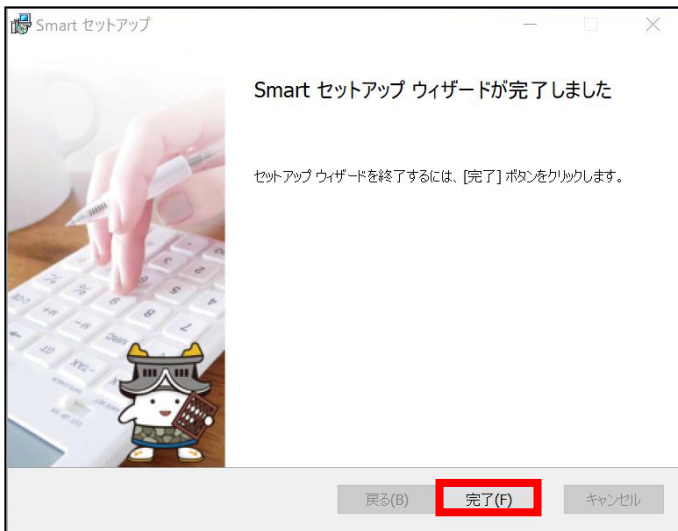 Smart セットアップ
Smart セットアップ ウィザードが完了しました
セットアップ ウィザードを終了するには、[完了] ボタンをクリックします。
戻る(B)
完了(F)
キャンセル